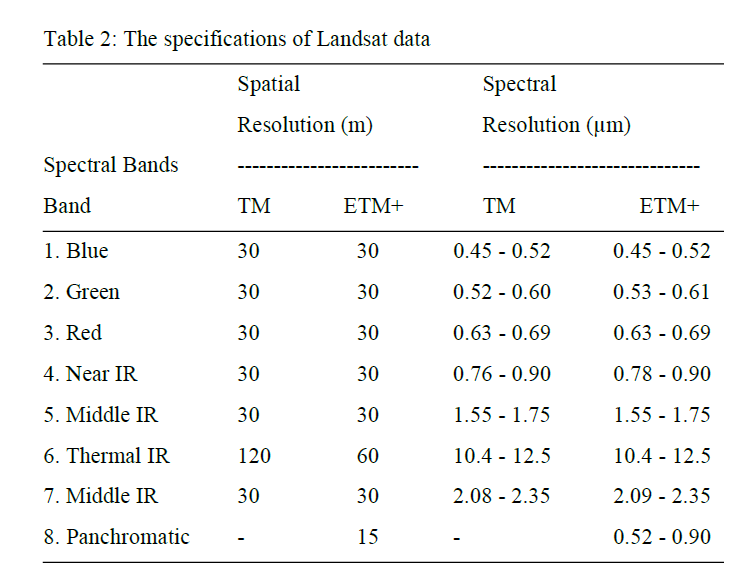 Table 2: The specifications of Landsat data
Spatial Spectral
Resolution (m) Resolution (µm)
Spectral Bands ------------------------- ------------------------------
Band TM ETM+ TM ETM+
1. Blue 30 30 0.45 - 0.52 0.45 - 0.52
2. Green 30 30 0.52 - 0.60 0.53 - 0.61
3. Red 30 30 0.63 - 0.69 0.63 - 0.69
4. Near IR 30 30 0.76 - 0.90 0.78 - 0.90
5. Middle IR 30 30 1.55 - 1.75 1.55 - 1.75
6. Thermal IR 120 60 10.4 - 12.5 10.4 - 12.5
7. Middle IR 30 30 2.08 - 2.35 2.09 - 2.35
8. Panchromatic - 15 - 0.52 - 0.90